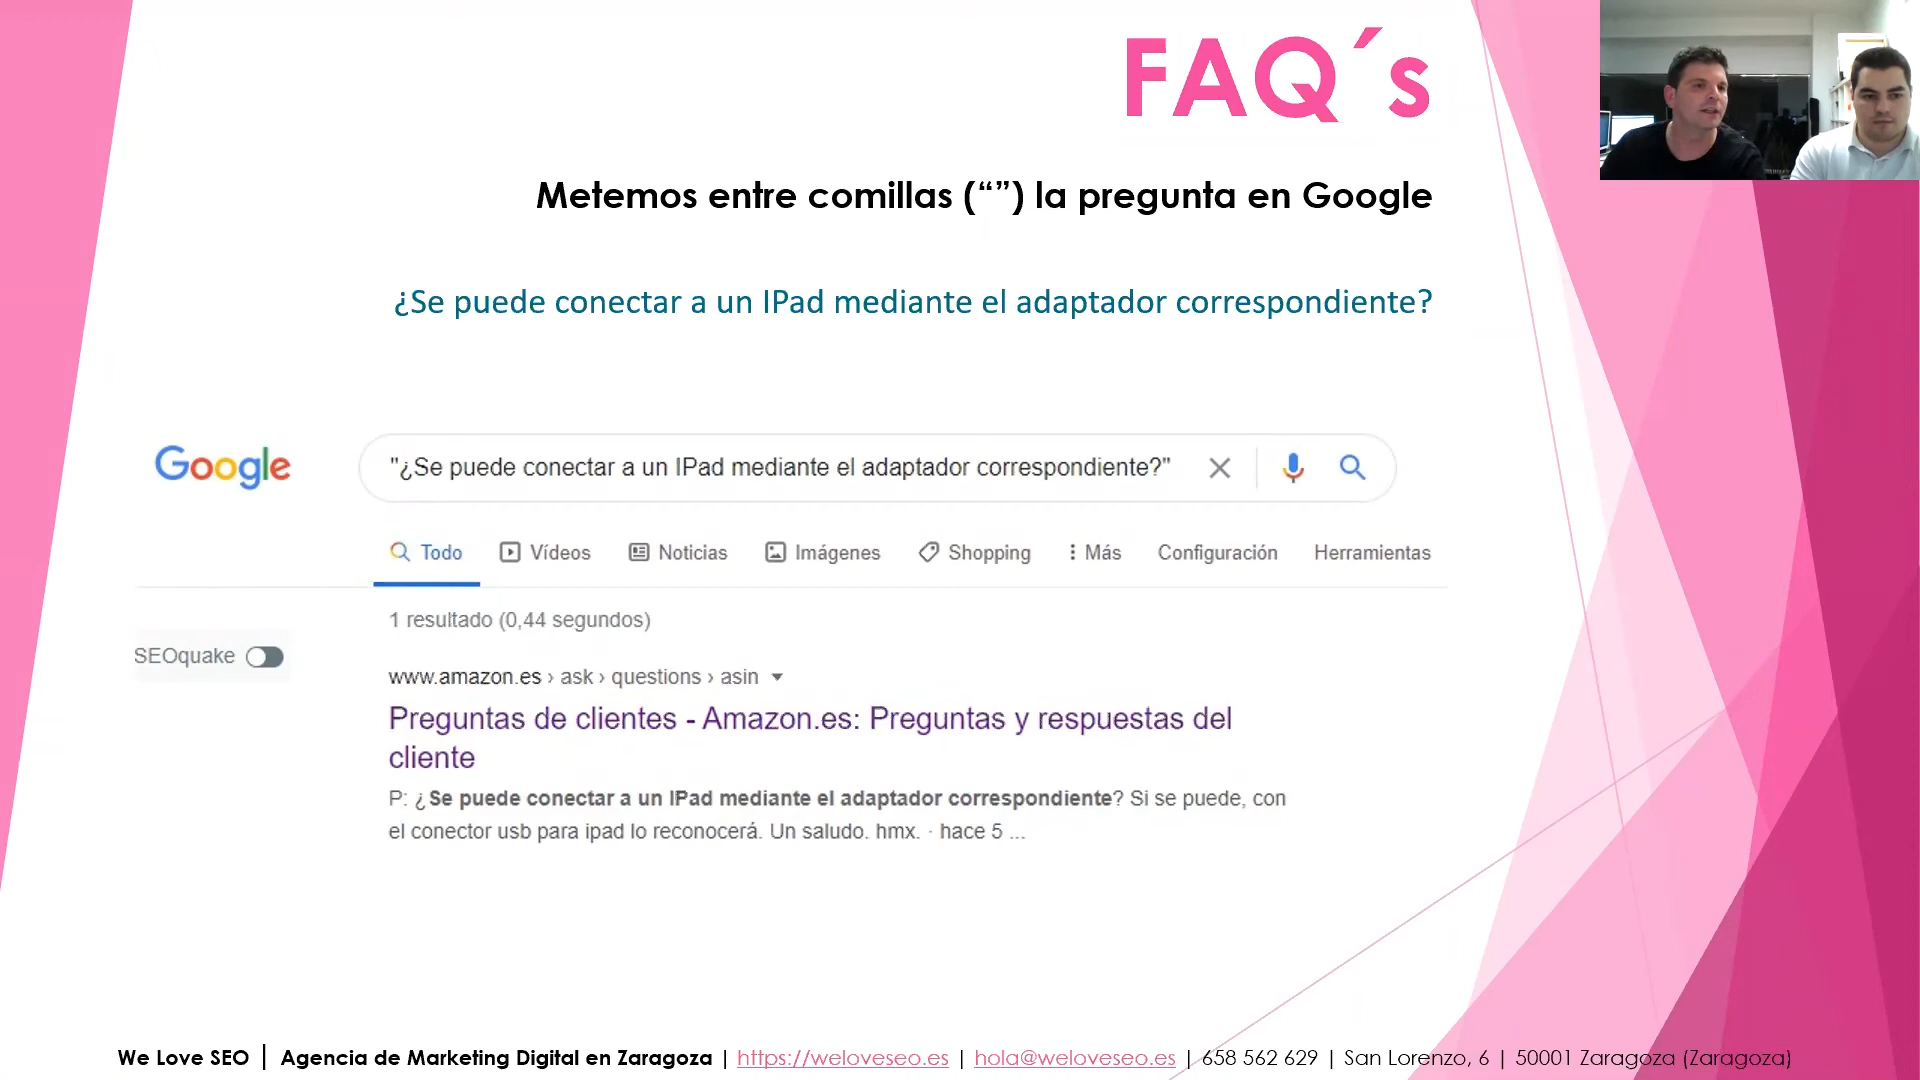 FAQ´s
Metemos entre comillas (“”) la pregunta en Google
¿Se puede conectar a un IPad mediante el adaptador correspondiente?
Google
"¿Se puede conectar a un IPad mediante el adaptador correspondiente?"
Todo Vídeos Noticias Imágenes Shopping Más Configuración Herramientas
1 resultado (0,44 segundos)
SEOquake
www.amazon.es › ask › questions › asin
Preguntas de clientes - Amazon.es: Preguntas y respuestas del
cliente
P: ¿Se puede conectar a un IPad mediante el adaptador correspondiente? Si se puede, con
el conector usb para ipad lo reconocerá. Un saludo. hmx. · hace 5 ...
We Love SEO | Agencia de Marketing Digital en Zaragoza | https://weloveseo.es | hola@weloveseo.es | 658 562 629 | San Lorenzo, 6 | 50001 Zaragoza (Zaragoza)